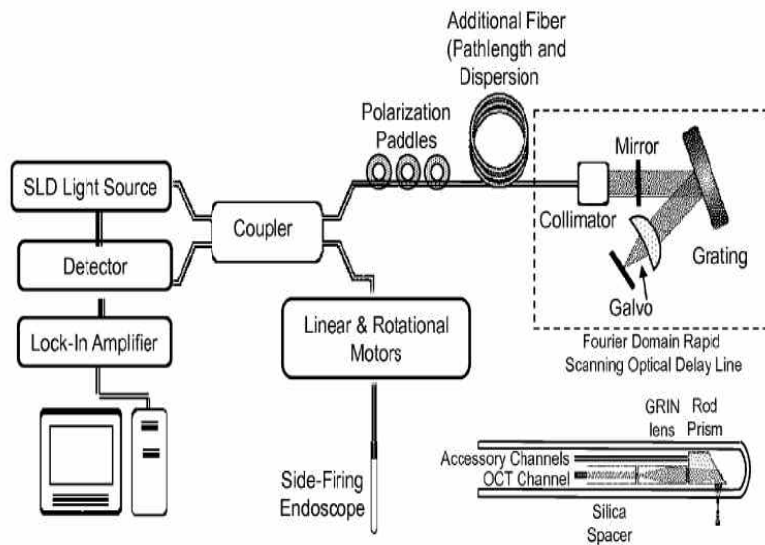 Additional Fiber
(Pathlength and
Dispersion
Polarization
Paddles
Mirror
SLD Light Source
Collimator
Coupler
Grating
Detector
Galvo
Linear & Rotational
Motors
Lock-In Amplifier
Fourier Domain Rapid
Scanning Optical Delay Line
GRIN
lens
Rod
Prism
Accessory Channels
OCT Channel
Side-Firing
Endoscope
Silica
Spacer